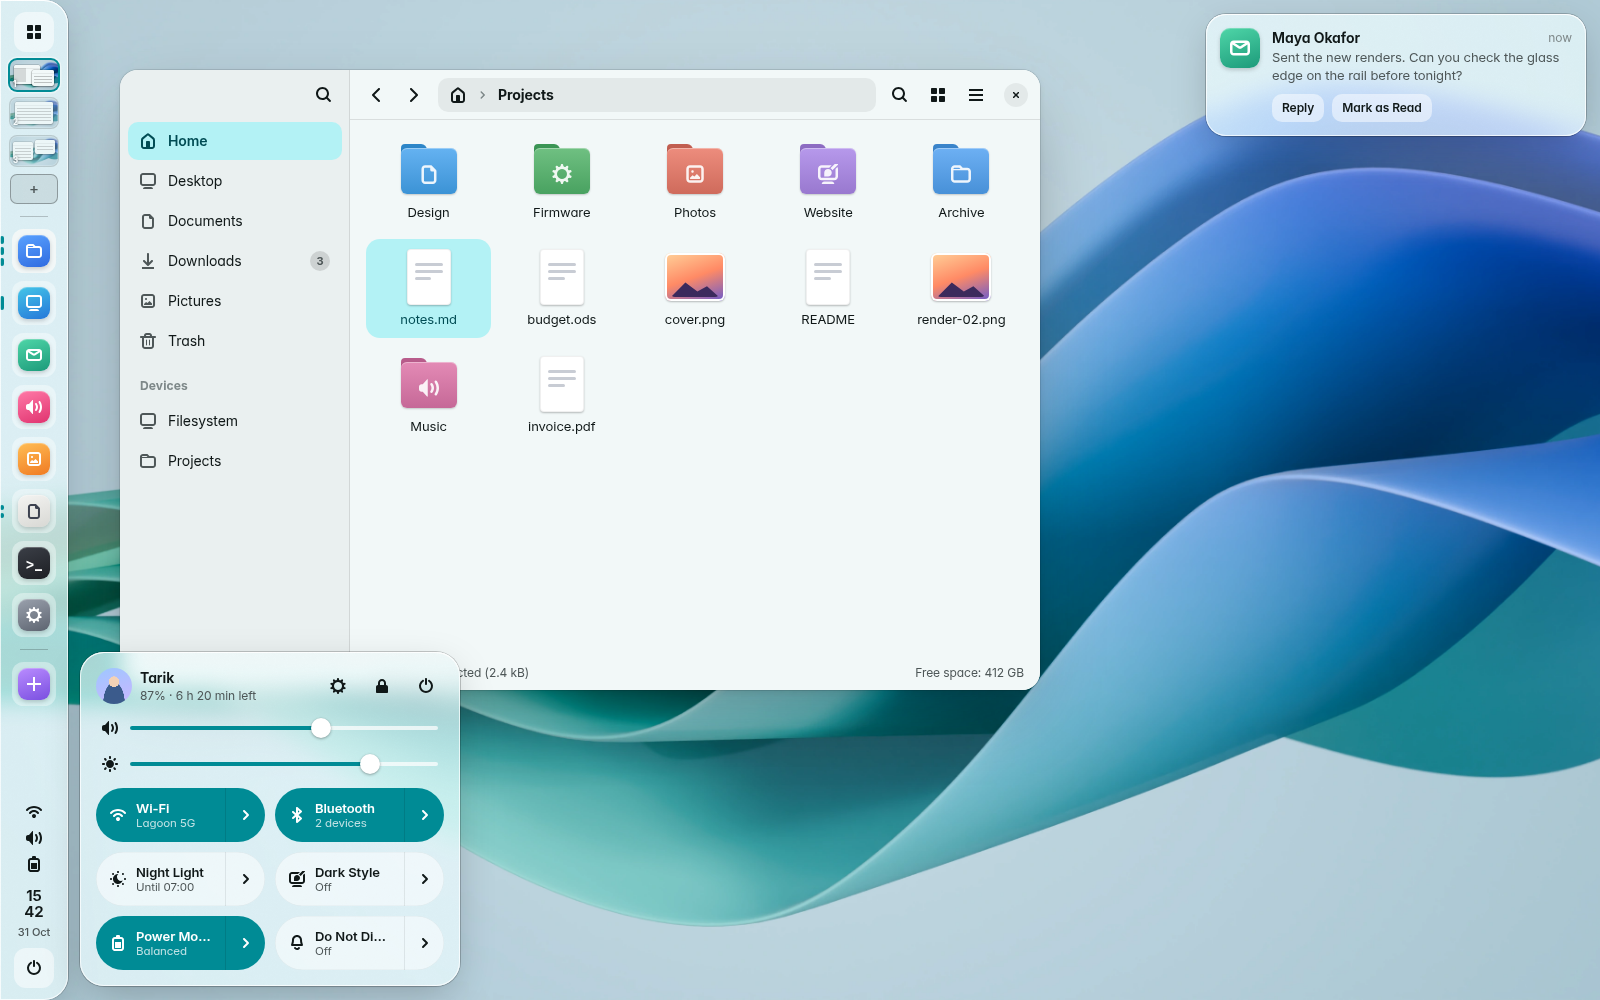 Projects
Home
Desktop
Documents
Downloads
3
Pictures
Trash
Devices
Filesystem
Projects
Design
Firmware
Photos
Website
Archive
notes.md
budget.ods
cover.png
README
render-02.png
Music
invoice.pdf
(2.4 kB)
Free space: 412 GB
Maya Okafor
now
Sent the new renders. Can you check the glass
edge on the rail before tonight?
Reply
Mark as Read
Tarik
87% · 6 h 20 min left
Wi-Fi
Lagoon 5G
Bluetooth
2 devices
Night Light
Until 07:00
Dark Style
Off
Power Mo...
Balanced
Do Not Di...
Off
15
42
31 Oct